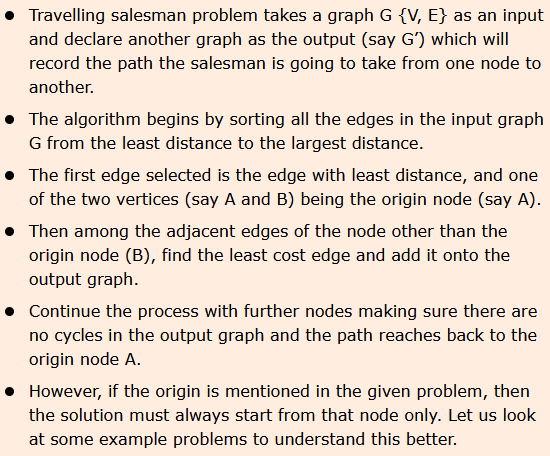 ● Travelling salesman problem takes a graph G {V, E} as an input
and declare another graph as the output (say G’) which will
record the path the salesman is going to take from one node to
another.
● The algorithm begins by sorting all the edges in the input graph
G from the least distance to the largest distance.
● The first edge selected is the edge with least distance, and one
of the two vertices (say A and B) being the origin node (say A).
● Then among the adjacent edges of the node other than the
origin node (B), find the least cost edge and add it onto the
output graph.
● Continue the process with further nodes making sure there are
no cycles in the output graph and the path reaches back to the
origin node A.
● However, if the origin is mentioned in the given problem, then
the solution must always start from that node only. Let us look
at some example problems to understand this better.